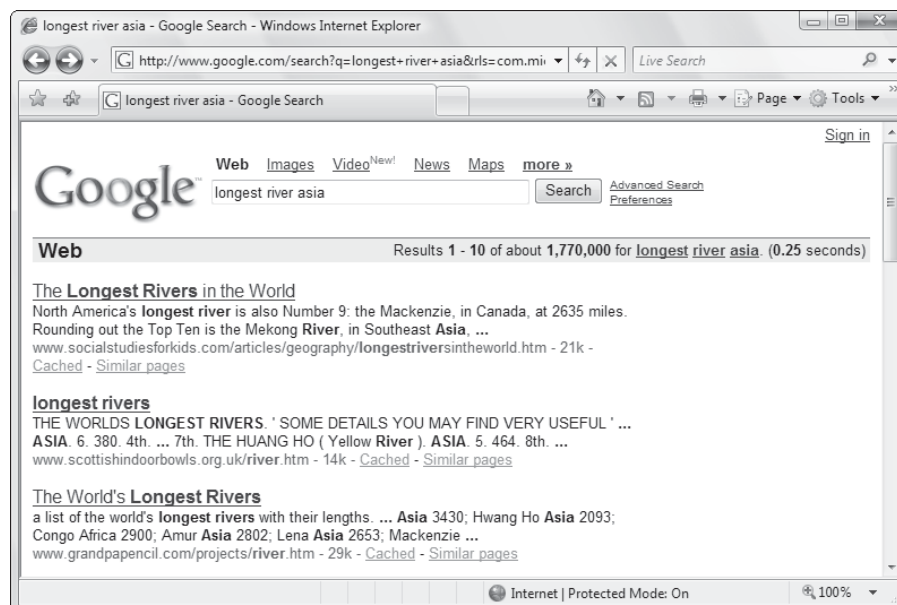 longest river asia - Google Search - Windows Internet Explorer
http://www.google.com/search?q=longest+river+asia&rls=com.mi
Live Search
longest river asia - Google Search
Page
Tools
Sign in
Web Images Video New! News Maps more »
Google™
longest river asia
Search
Advanced Search
Preferences
Web
Results 1 - 10 of about 1,770,000 for longest river asia. (0.25 seconds)
The Longest Rivers in the World
North America's longest river is also Number 9: the Mackenzie, in Canada, at 2635 miles.
Rounding out the Top Ten is the Mekong River, in Southeast Asia, ...
www.socialstudiesforkids.com/articles/geography/longestriversintheworld.htm - 21k -
Cached - Similar pages
longest rivers
THE WORLDS LONGEST RIVERS. ' SOME DETAILS YOU MAY FIND VERY USEFUL ' ...
ASIA. 6. 380. 4th. ... 7th. THE HUANG HO ( Yellow River ). ASIA. 5. 464. 8th. ...
www.scottishindoorbowls.org.uk/river.htm - 14k - Cached - Similar pages
The World's Longest Rivers
a list of the world's longest rivers with their lengths. ... Asia 3430; Hwang Ho Asia 2093;
Congo Africa 2900; Amur Asia 2802; Lena Asia 2653; Mackenzie ...
www.grandpapencil.com/projects/river.htm - 29k - Cached - Similar pages
Internet | Protected Mode: On
100%